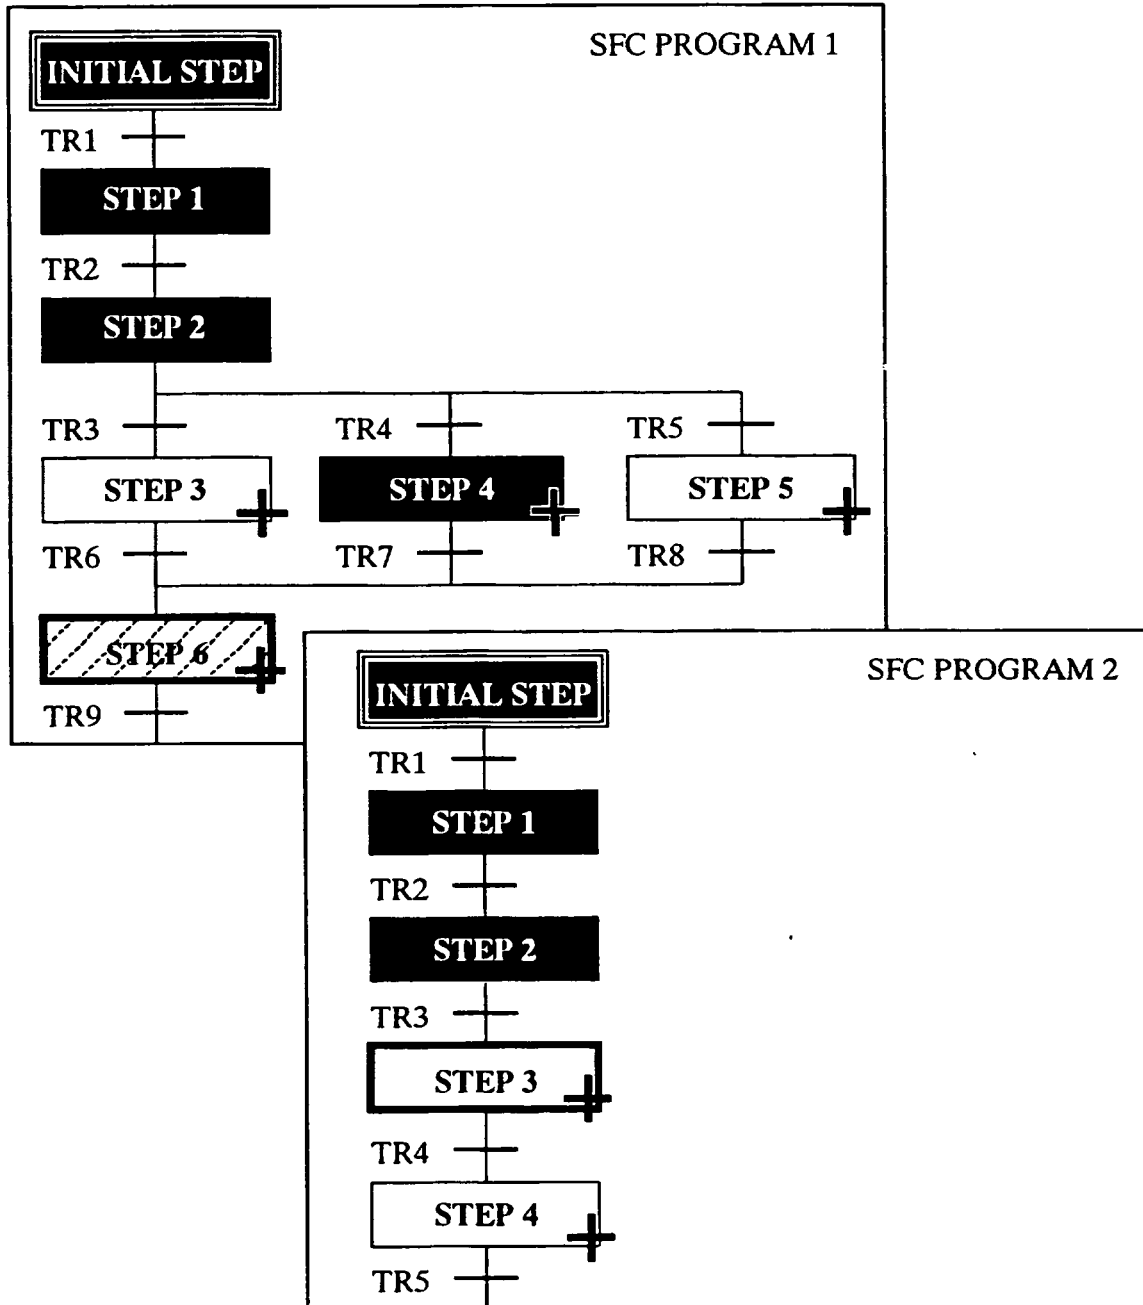 SFC PROGRAM 1
INITIAL STEP
TR1
STEP 1
TR2
STEP 2
TR3
TR4
TR5
STEP 3
STEP 4
STEP 5
TR6
TR7
TR8
STEP 6
TR9
SFC PROGRAM 2
INITIAL STEP
TR1
STEP 1
TR2
STEP 2
TR3
STEP 3
TR4
STEP 4
TR5